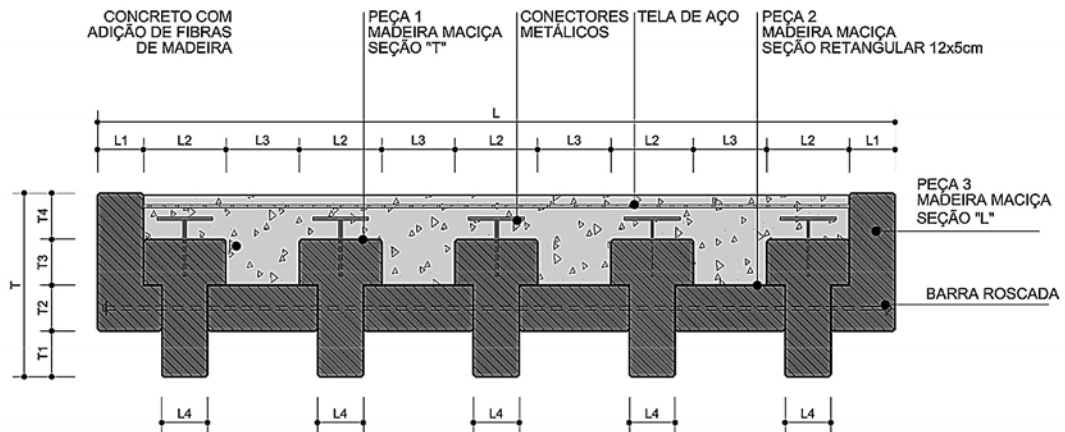 CONCRETO COM
ADIÇÃO DE FIBRAS
DE MADEIRA
PEÇA 1
MADEIRA MACIÇA
SEÇÃO "T"
CONECTORES
METÁLICOS
TELA DE AÇO
PEÇA 2
MADEIRA MACIÇA
SEÇÃO RETANGULAR 12x5cm
L
L1 L2 L3 L2 L3 L2 L3 L2 L3 L2 L1
PEÇA 3
MADEIRA MACIÇA
SEÇÃO "L"
T
T4
T3
T2
T1
BARRA ROSCADA
L4 L4 L4 L4 L4